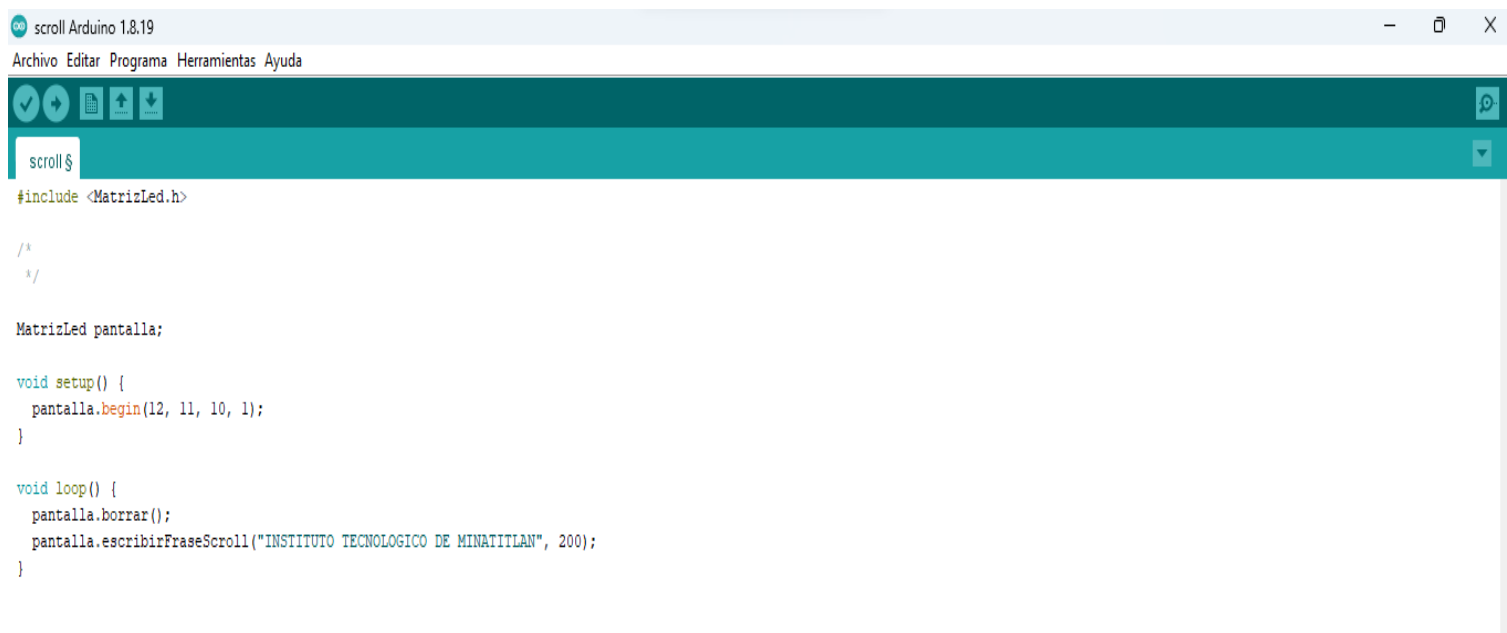 scroll Arduino 1.8.19
Archivo Editar Programa Herramientas Ayuda
scroll §
#include <MatrizLed.h>
/*
*/
MatrizLed pantalla;
void setup() {
pantalla.begin(12, 11, 10, 1);
}
void loop() {
pantalla.borrar();
pantalla.escribirFraseScroll("INSTITUTO TECNOLOGICO DE MINATITLAN", 200);
}